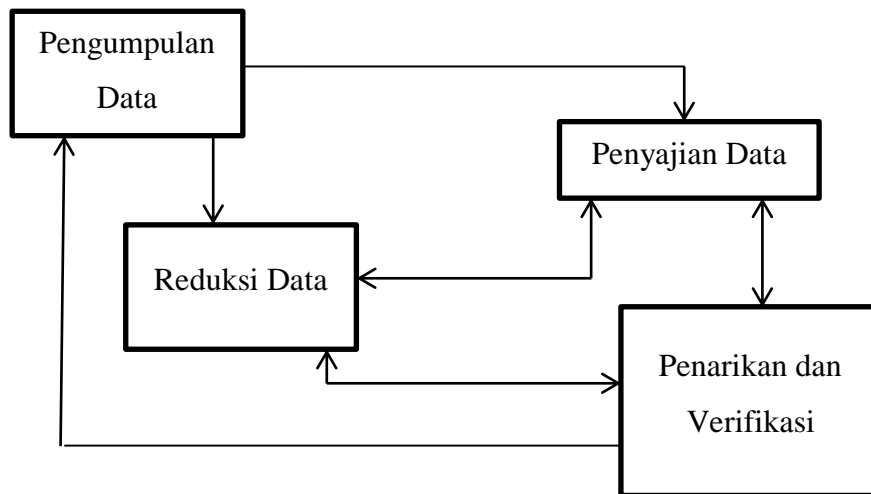 Pengumpulan
Data
Penyajian Data
Reduksi Data
Penarikan dan
Verifikasi